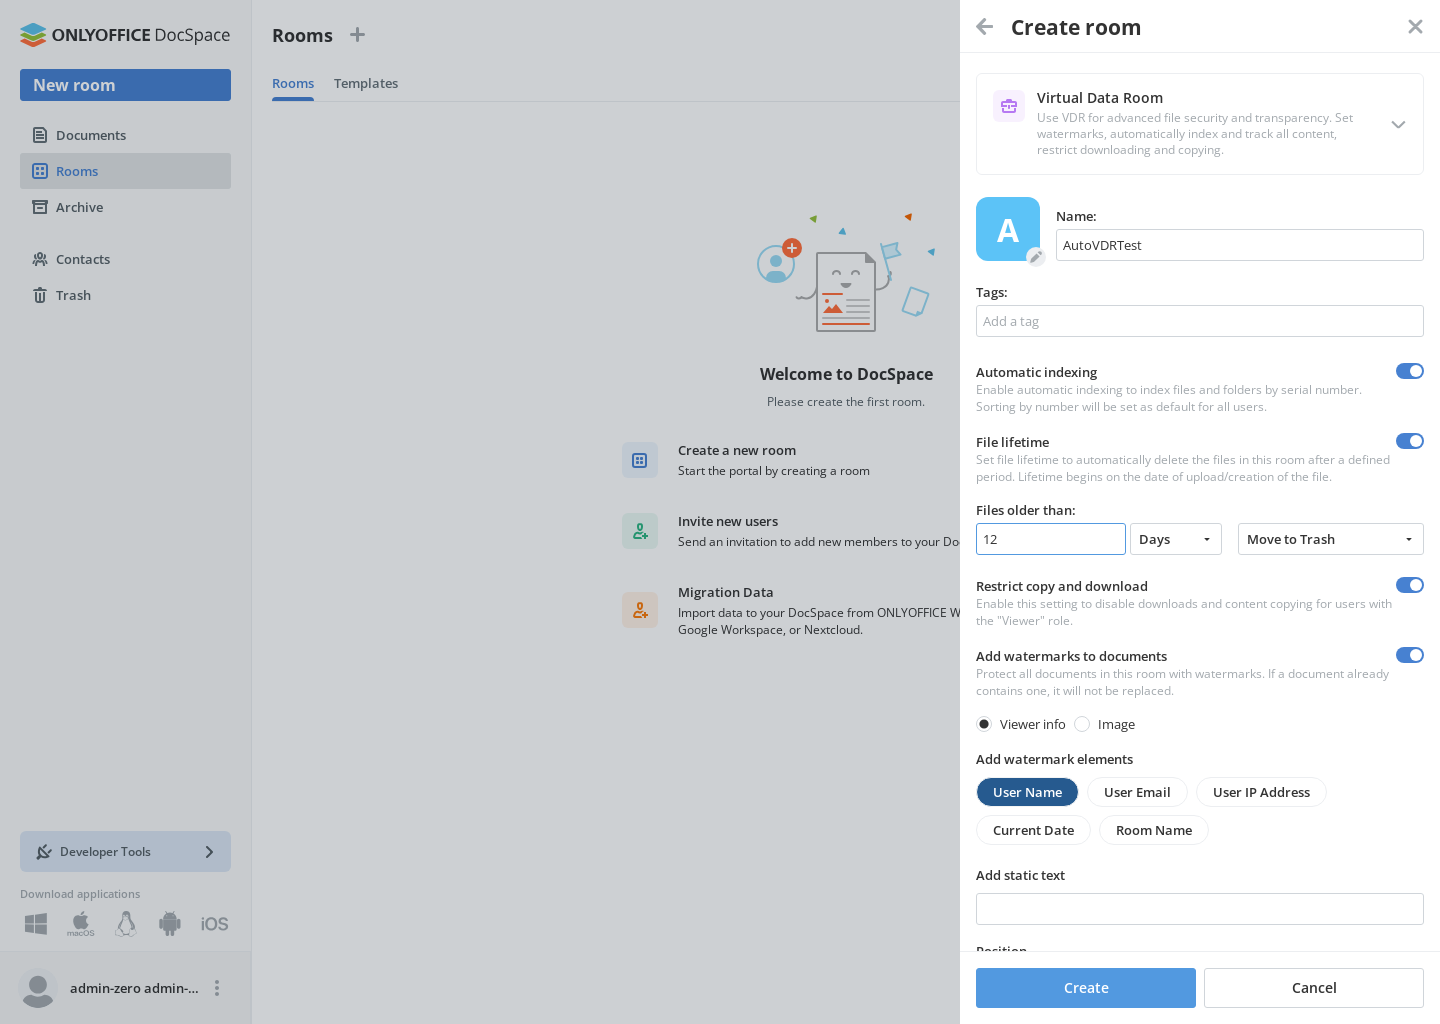 ONLYOFFICE DocSpace
New room
Documents
Rooms
Archive
Contacts
Trash
Developer Tools
Download applications
macOS
iOS
admin-zero admin-...
Rooms
Rooms Templates
Welcome to DocSpace
Please create the first room.
Create a new room
Start the portal by creating a room
Invite new users
Send an invitation to add new members to your Do
Migration Data
Import data to your DocSpace from ONLYOFFICE W
Google Workspace, or Nextcloud.
Create room
Virtual Data Room
Use VDR for advanced file security and transparency. Set
watermarks, automatically index and track all content,
restrict downloading and copying.
A
Name:
AutoVDRTest
Tags:
Add a tag
Automatic indexing
Enable automatic indexing to index files and folders by serial number.
Sorting by number will be set as default for all users.
File lifetime
Set file lifetime to automatically delete the files in this room after a defined
period. Lifetime begins on the date of upload/creation of the file.
Files older than:
12 Days Move to Trash
Restrict copy and download
Enable this setting to disable downloads and content copying for users with
the "Viewer" role.
Add watermarks to documents
Protect all documents in this room with watermarks. If a document already
contains one, it will not be replaced.
Viewer info Image
Add watermark elements
User Name User Email User IP Address
Current Date Room Name
Add static text
Position
Create Cancel